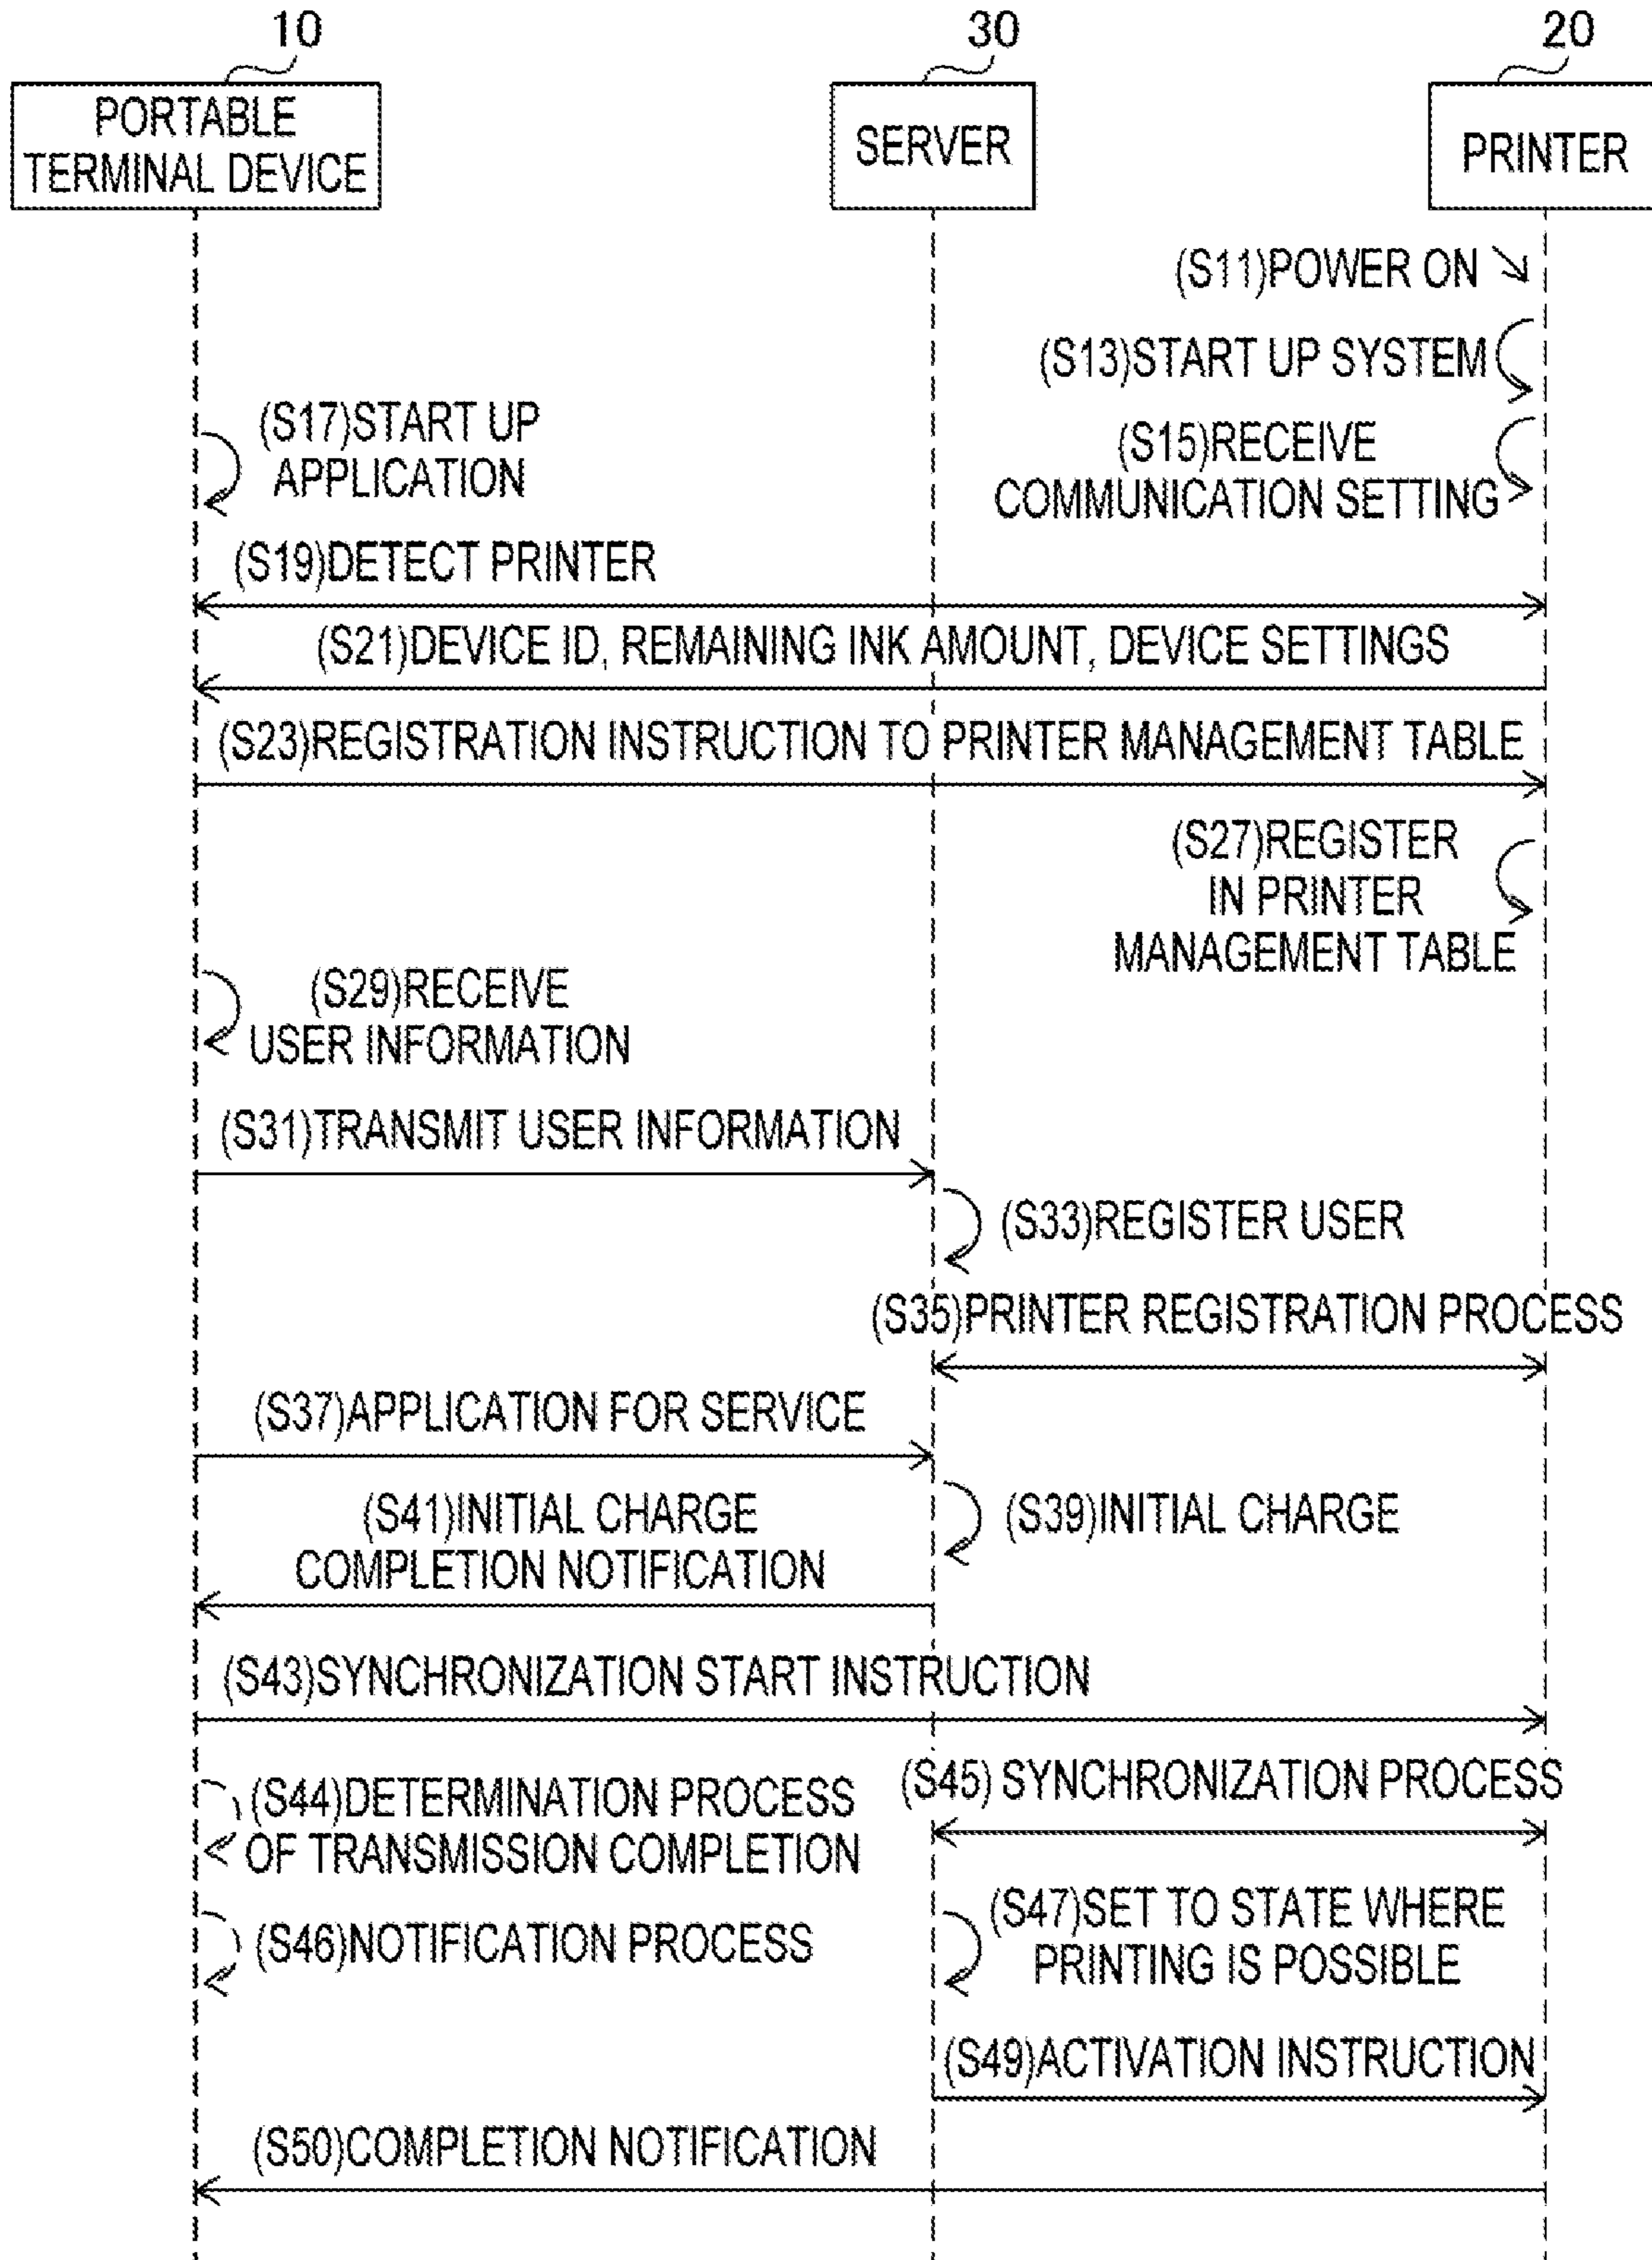 10
30
20
PORTABLE
TERMINAL DEVICE
SERVER
PRINTER
(S11)POWER ON
(S13)START UP SYSTEM
(S17)START UP
APPLICATION
(S15)RECEIVE
COMMUNICATION SETTING
(S19)DETECT PRINTER
(S21)DEVICE ID, REMAINING INK AMOUNT, DEVICE SETTINGS
(S23)REGISTRATION INSTRUCTION TO PRINTER MANAGEMENT TABLE
(S27)REGISTER
IN PRINTER
MANAGEMENT TABLE
(S29)RECEIVE
USER INFORMATION
(S31)TRANSMIT USER INFORMATION
(S33)REGISTER USER
(S35)PRINTER REGISTRATION PROCESS
(S37)APPLICATION FOR SERVICE
(S41)INITIAL CHARGE
COMPLETION NOTIFICATION
(S39)INITIAL CHARGE
(S43)SYNCHRONIZATION START INSTRUCTION
(S44)DETERMINATION PROCESS
OF TRANSMISSION COMPLETION
(S45) SYNCHRONIZATION PROCESS
(S46)NOTIFICATION PROCESS
(S47)SET TO STATE WHERE
PRINTING IS POSSIBLE
(S49)ACTIVATION INSTRUCTION
(S50)COMPLETION NOTIFICATION